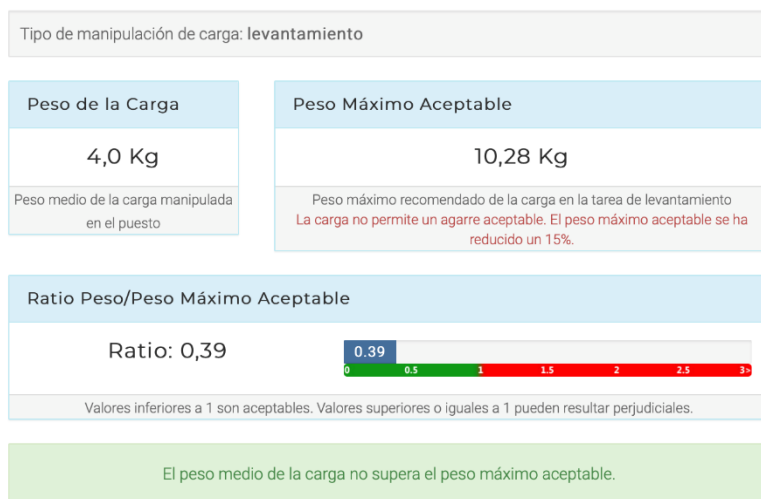 Tipo de manipulación de carga: levantamiento
Peso de la Carga
4,0 Kg
Peso medio de la carga manipulada
en el puesto
Peso Máximo Aceptable
10,28 Kg
Peso máximo recomendado de la carga en la tarea de levantamiento
La carga no permite un agarre aceptable. El peso máximo aceptable se ha
reducido un 15%.
Ratio Peso/Peso Máximo Aceptable
Ratio: 0,39
0.39
0 0.5 1 1.5 2 2.5 3>
Valores inferiores a 1 son aceptables. Valores superiores o iguales a 1 pueden resultar perjudiciales.
El peso medio de la carga no supera el peso máximo aceptable.